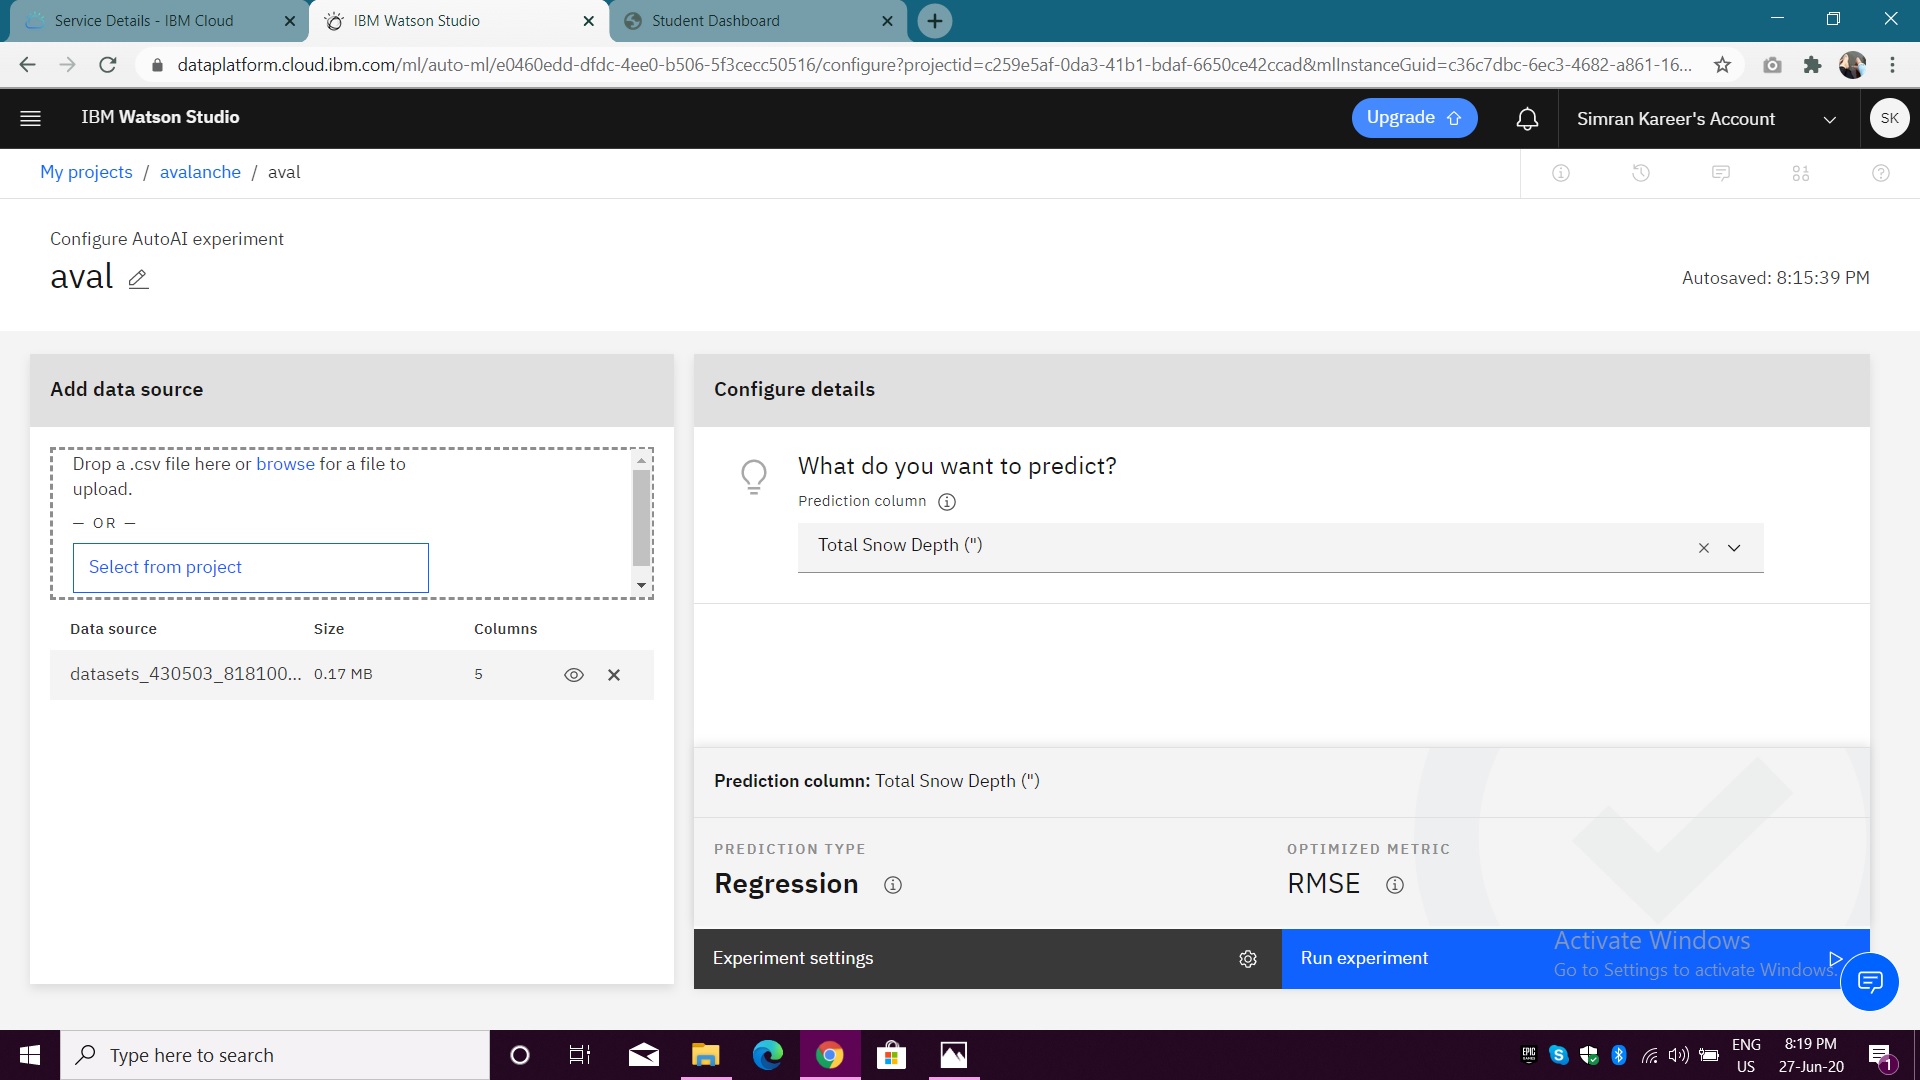 Service Details - IBM Cloud
IBM Watson Studio
Student Dashboard
dataplatform.cloud.ibm.com/ml/auto-ml/e0460edd-dfdc-4ee0-b506-5f3cecc50516/configure?projectid=c259e5af-0da3-41b1-bdaf-6650ce42ccad&mlInstanceGuid=c36c7dbc-6ec3-4682-a861-16...
IBM Watson Studio
Upgrade
Simran Kareer's Account
SK
My projects / avalanche / aval
Configure AutoAI experiment
aval
Autosaved: 8:15:39 PM
Add data source
Drop a .csv file here or browse for a file to
upload.
— OR —
Select from project
Data source Size Columns
datasets_430503_818100... 0.17 MB 5
Configure details
What do you want to predict?
Prediction column
Total Snow Depth (")
Prediction column: Total Snow Depth (")
PREDICTION TYPE
Regression
OPTIMIZED METRIC
RMSE
Experiment settings
Run experiment
Activate Windows
Go to Settings to activate Windows.
Type here to search
EPIC
ENG
US
8:19 PM
27-Jun-20
1